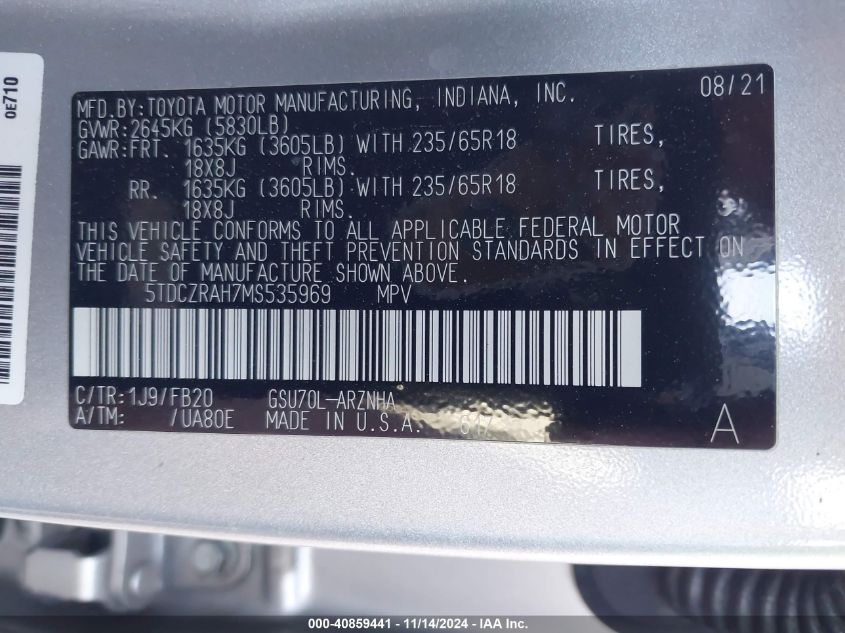 0E710
MFD.BY:TOYOTA MOTOR MANUFACTURING, INDIANA, INC. 08/21
GVWR:2645KG (5830LB)
GAWR:FRT. 1635KG (3605LB) WITH 235/65R18 TIRES,
18X8J RIMS.
RR. 1635KG (3605LB) WITH 235/65R18 TIRES,
18X8J RIMS.
THIS VEHICLE CONFORMS TO ALL APPLICABLE FEDERAL MOTOR
VEHICLE SAFETY AND THEFT PREVENTION STANDARDS IN EFFECT ON
THE DATE OF MANUFACTURE SHOWN ABOVE.
5TDCZRAH7MS535969 MPV
C/TR:1J9/FB20 GSU70L-ARZNHA
A/TM: /UA80E MADE IN U.S.A. 617 A
000-40859441 - 11/14/2024 - IAA Inc.